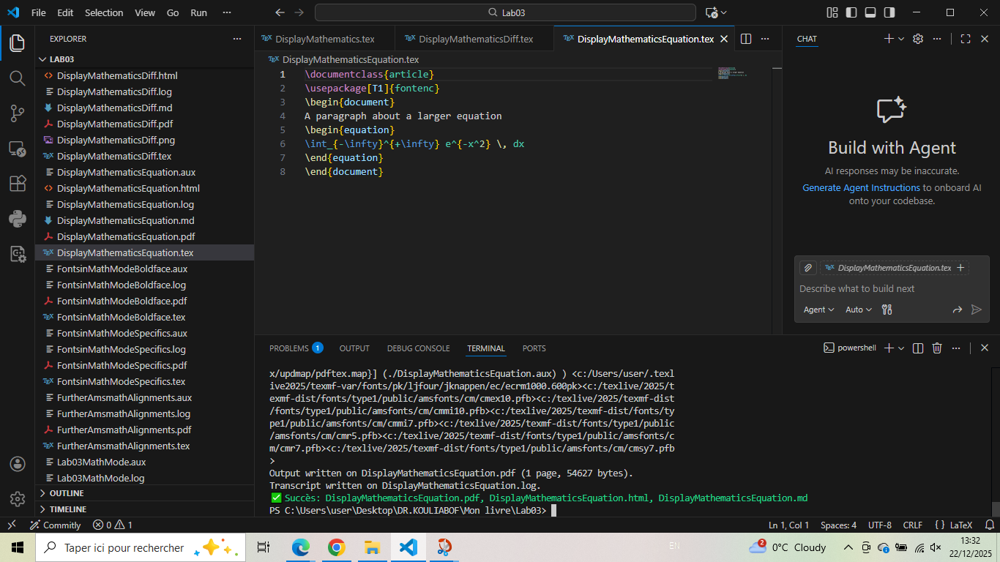 File Edit Selection View Go Run ··· Lab03
EXPLORER
LAB03
DisplayMathematicsDiff.html
DisplayMathematicsDiff.log
DisplayMathematicsDiff.md
DisplayMathematicsDiff.pdf
DisplayMathematicsDiff.png
DisplayMathematicsDiff.tex
DisplayMathematicsEquation.aux
DisplayMathematicsEquation.html
DisplayMathematicsEquation.log
DisplayMathematicsEquation.md
DisplayMathematicsEquation.pdf
DisplayMathematicsEquation.tex
FontsinMathModeBoldface.aux
FontsinMathModeBoldface.log
FontsinMathModeBoldface.pdf
FontsinMathModeBoldface.tex
FontsinMathModeSpecifics.aux
FontsinMathModeSpecifics.log
FontsinMathModeSpecifics.pdf
FontsinMathModeSpecifics.tex
FurtherAmsmathAlignments.aux
FurtherAmsmathAlignments.log
FurtherAmsmathAlignments.pdf
FurtherAmsmathAlignments.tex
Lab03MathMode.aux
Lab03MathMode.log
OUTLINE
TIMELINE
DisplayMathematics.tex DisplayMathematicsDiff.tex DisplayMathematicsEquation.tex
DisplayMathematicsEquation.tex
1 \documentclass{article}
2 \usepackage[T1]{fontenc}
3 \begin{document}
4 A paragraph about a larger equation
5 \begin{equation}
6 \int_{-\infty}^{+\infty} e^{-x^2} \, dx
7 \end{equation}
8 \end{document}
CHAT
Build with Agent
AI responses may be inaccurate.
Generate Agent Instructions to onboard AI
onto your codebase.
DisplayMathematicsEquation.tex
Describe what to build next
Agent Auto
PROBLEMS 1 OUTPUT DEBUG CONSOLE TERMINAL PORTS powershell
x/updmap/pdftex.map}] (./DisplayMathematicsEquation.aux) ) <c:/Users/user/.texl
ive2025/texmf-var/fonts/pk/ljfour/jknappen/ec/ecrm1000.600pk><c:/texlive/2025/t
exmf-dist/fonts/type1/public/amsfonts/cm/cmex10.pfb><c:/texlive/2025/texmf-dist
/fonts/type1/public/amsfonts/cm/cmmi10.pfb><c:/texlive/2025/texmf-dist/fonts/ty
pe1/public/amsfonts/cm/cmmi7.pfb><c:/texlive/2025/texmf-dist/fonts/type1/public
/amsfonts/cm/cmr5.pfb><c:/texlive/2025/texmf-dist/fonts/type1/public/amsfonts/c
m/cmr7.pfb><c:/texlive/2025/texmf-dist/fonts/type1/public/amsfonts/cm/cmsy7.pfb
>
Output written on DisplayMathematicsEquation.pdf (1 page, 54627 bytes).
Transcript written on DisplayMathematicsEquation.log.
✅ Succès: DisplayMathematicsEquation.pdf, DisplayMathematicsEquation.html, DisplayMathematicsEquation.md
PS C:\Users\user\Desktop\DR.KOULIABOF\Mon livre\Lab03>
Commitly 0 1 Ln 1, Col 1 Spaces: 4 UTF-8 CRLF {} LaTeX
Taper ici pour rechercher EN 2 0°C Cloudy 13:32
22/12/2025